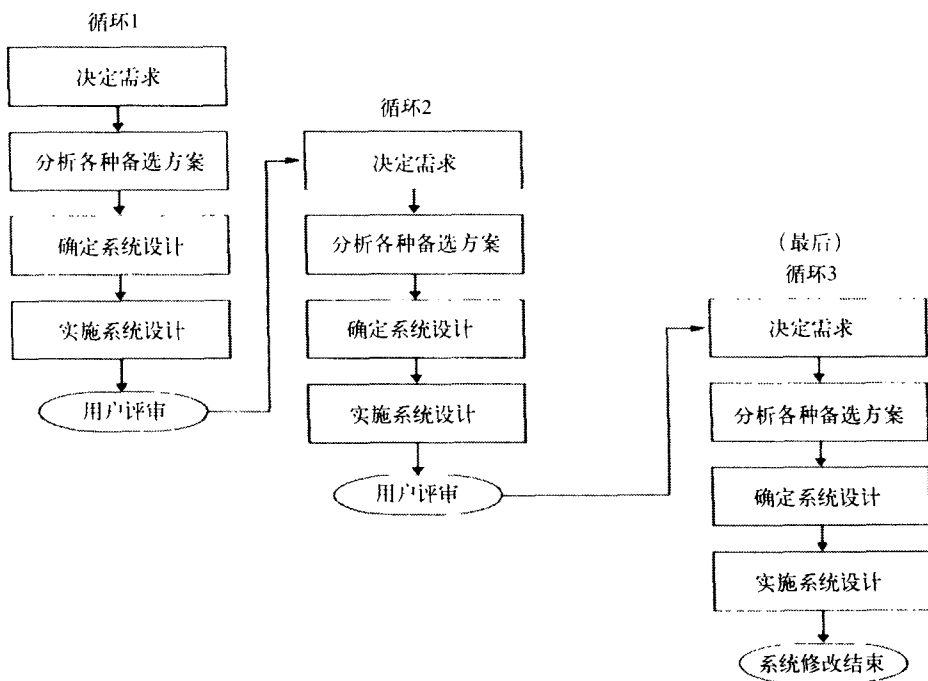 循环1
决定需求
分析各种备选方案
确定系统设计
实施系统设计
用户评审
循环2
决定需求
分析各种备选方案
确定系统设计
实施系统设计
用户评审
（最后）
循环3
决定需求
分析各种备选方案
确定系统设计
实施系统设计
系统修改结束